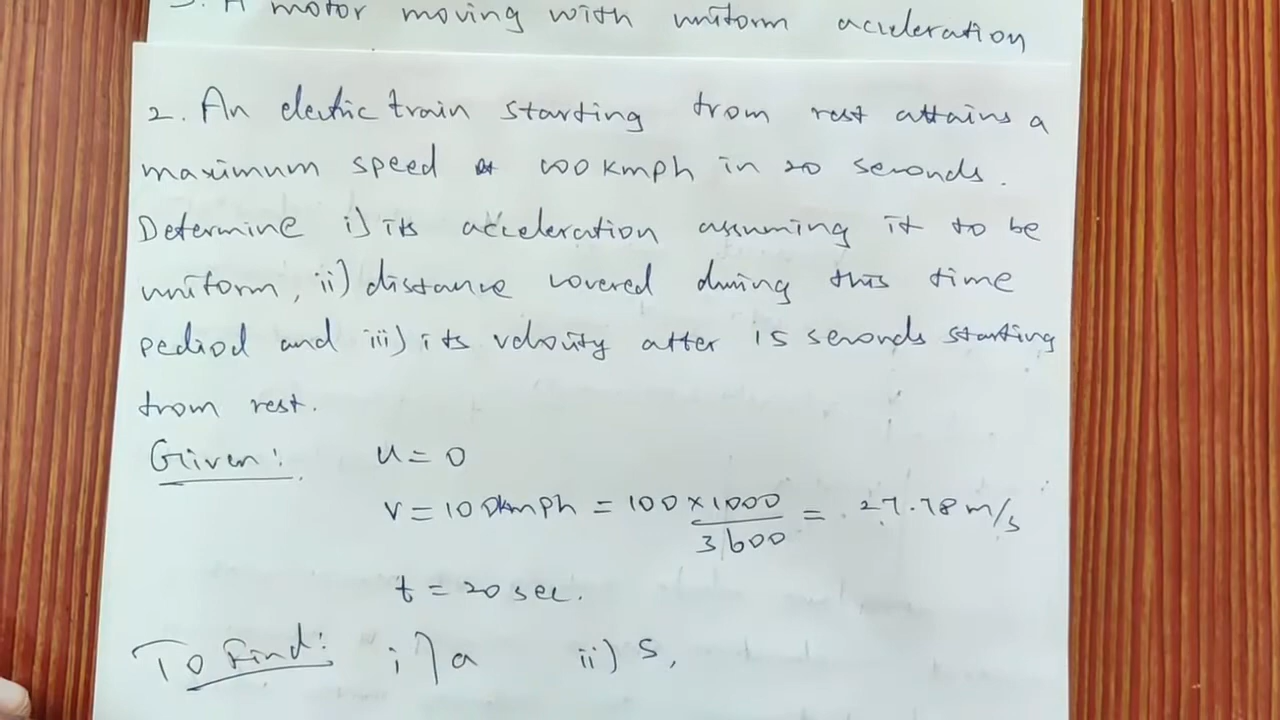 3. A motor moving with uniform acceleration
2. An electric train starting from rest attains a
maximum speed of 100 kmph in 20 seconds.
Determine i) its acceleration assuming it to be
uniform, ii) distance covered during this time
period and iii) its velocity after 15 seconds starting
from rest.
Given: u = 0
v = 100kmph = 100 x 1000 / 3600 = 27.78 m/s
t = 20 sec.
To Find: i) a ii) s,